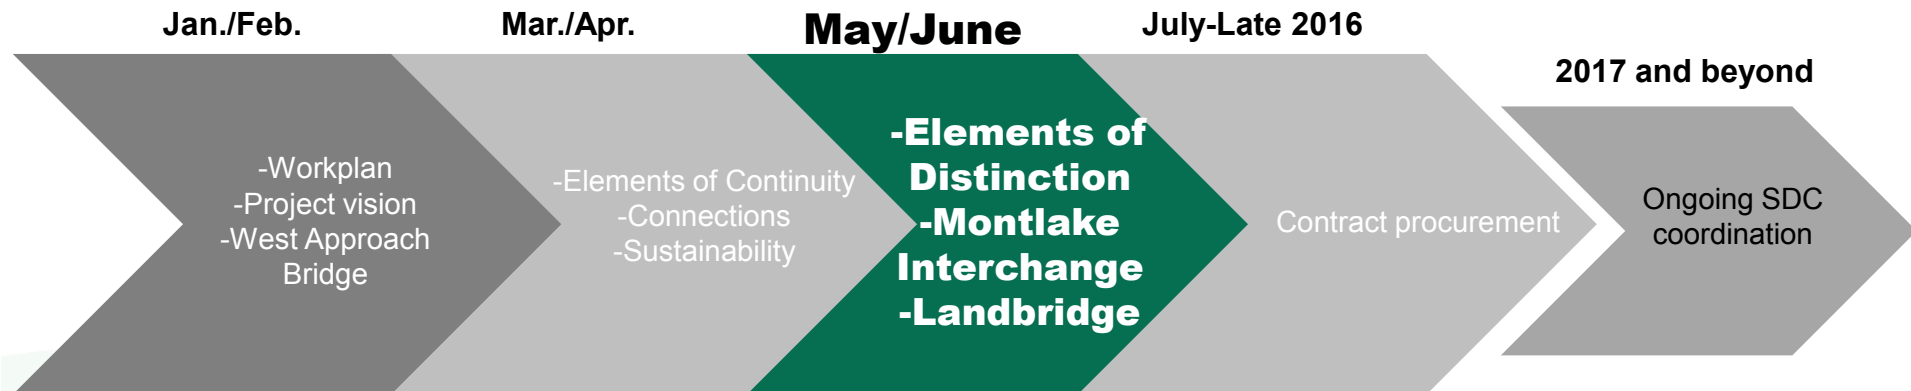 Jan./Feb.
Mar./Apr.
May/June
July-Late 2016
2017 and beyond
-Workplan
-Project vision
-West Approach
Bridge
-Elements of Continuity
-Connections
-Sustainability
-Elements of
Distinction
-Montlake
Interchange
-Landbridge
Contract procurement
Ongoing SDC
coordination